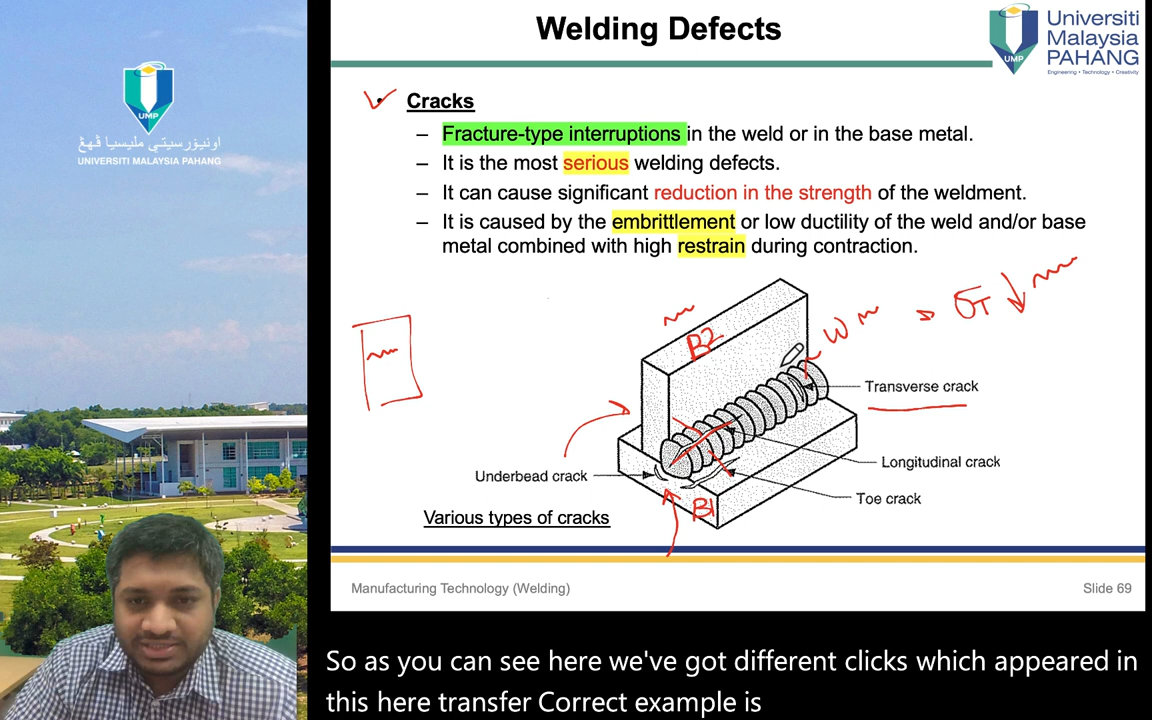 Welding Defects
Universiti
Malaysia
PAHANG
Engineering • Technology • Creativity
UMP
UMP
اونيۏرسيتي مليسيا ڤهڠ
UNIVERSITI MALAYSIA PAHANG
Cracks
– Fracture-type interruptions in the weld or in the base metal.
– It is the most serious welding defects.
– It can cause significant reduction in the strength of the weldment.
– It is caused by the embrittlement or low ductility of the weld and/or base
metal combined with high restrain during contraction.
B2
W
σT ↓
Transverse crack
Longitudinal crack
Underbead crack
Toe crack
B1
Various types of cracks
Manufacturing Technology (Welding)
Slide 69
So as you can see here we've got different clicks which appeared in
this here transfer Correct example is